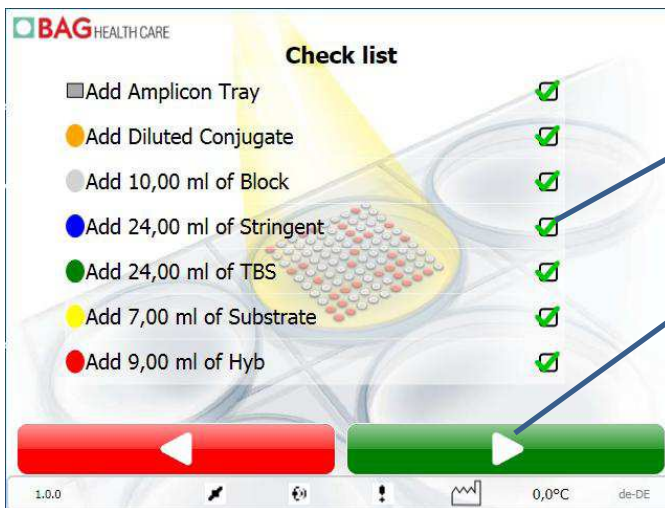 BAG HEALTH CARE
Check list
Add Amplicon Tray
Add Diluted Conjugate
Add 10,00 ml of Block
Add 24,00 ml of Stringent
Add 24,00 ml of TBS
Add 7,00 ml of Substrate
Add 9,00 ml of Hyb
1.0.0 0,0°C de-DE